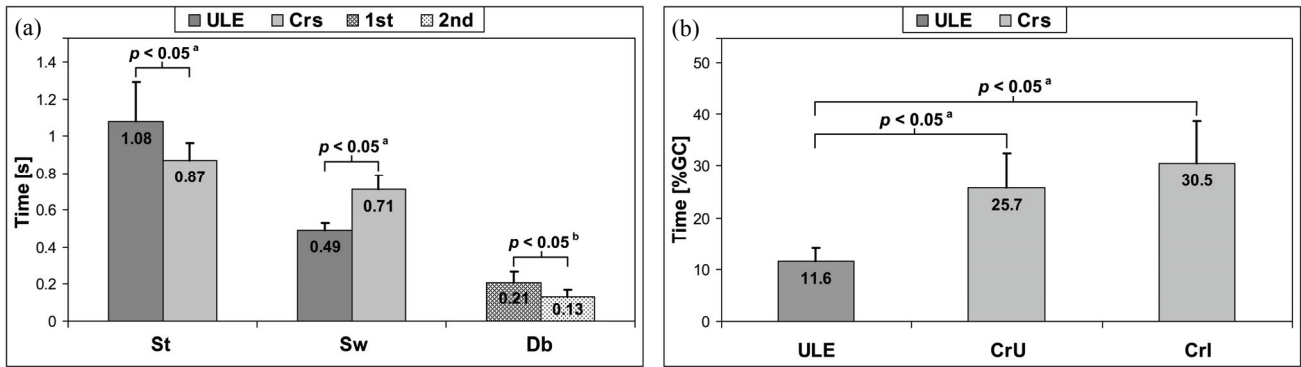 (a)
ULE Crs 1st 2nd
Time [s]
1.4
1.2
1
0.8
0.6
0.4
0.2
0
p < 0.05 a
1.08
0.87
p < 0.05 a
0.49
0.71
p < 0.05 b
0.21
0.13
St Sw Db
(b)
ULE Crs
Time [%GC]
50
40
30
20
10
0
p < 0.05 a
p < 0.05 a
11.6
25.7
30.5
ULE CrU CrI